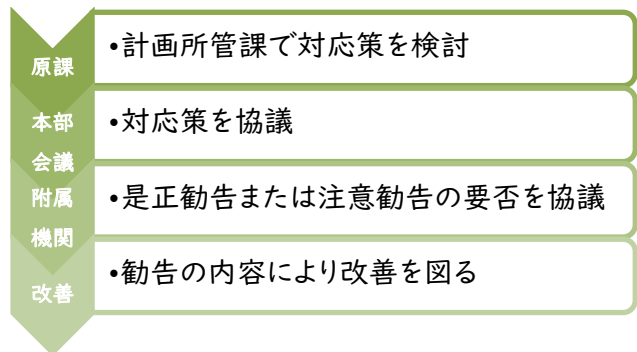 原課
•計画所管課で対応策を検討
本部
会議
•対応策を協議
附属
機関
•是正勧告または注意勧告の要否を協議
改善
•勧告の内容により改善を図る